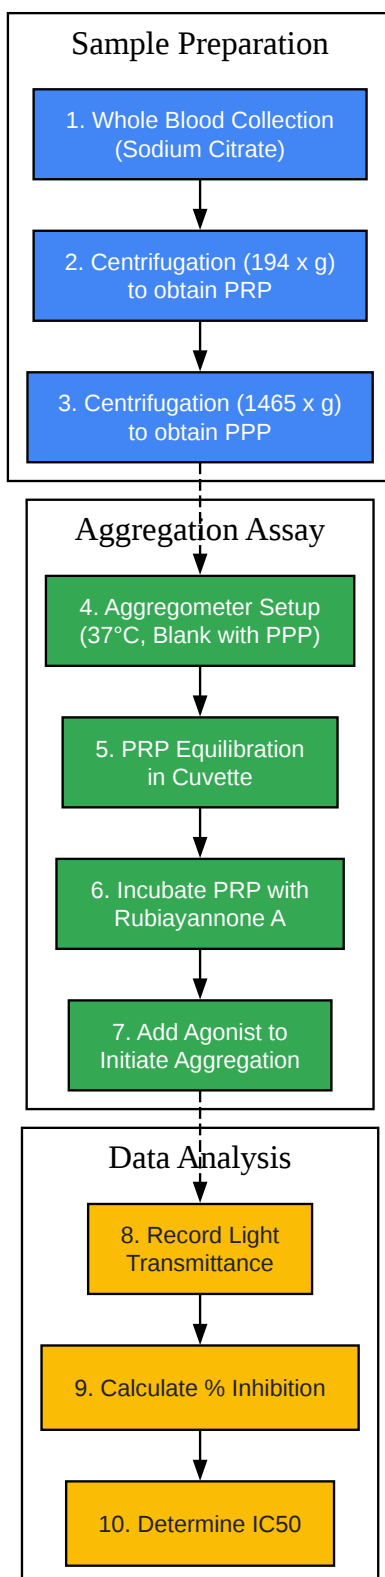 Sample Preparation
1. Whole Blood Collection
(Sodium Citrate)
2. Centrifugation (194 x g)
to obtain PRP
3. Centrifugation (1465 x g)
to obtain PPP
Aggregation Assay
4. Aggregometer Setup
(37°C, Blank with PPP)
5. PRP Equilibration
in Cuvette
6. Incubate PRP with
Rubiayannone A
7. Add Agonist to
Initiate Aggregation
Data Analysis
8. Record Light
Transmittance
9. Calculate % Inhibition
10. Determine IC50